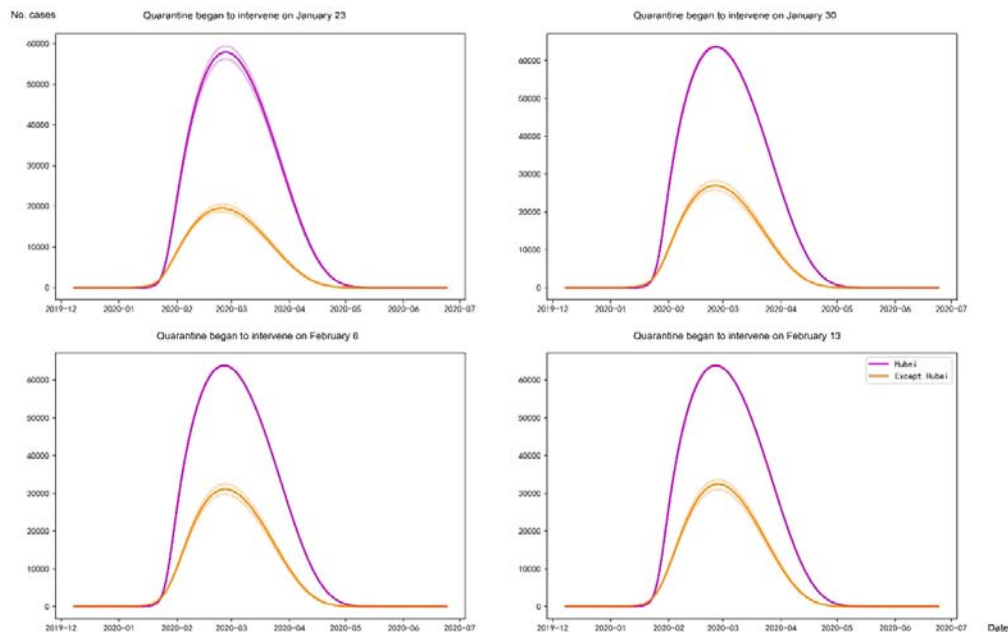 No. cases
Quarantine began to intervene on January 23
Quarantine began to intervene on January 30
60000
50000
40000
30000
20000
10000
0
2019-12 2020-01 2020-02 2020-03 2020-04 2020-05 2020-06 2020-07
60000
50000
40000
30000
20000
10000
0
2019-12 2020-01 2020-02 2020-03 2020-04 2020-05 2020-06 2020-07
Quarantine began to intervene on February 6
Quarantine began to intervene on February 13
60000
50000
40000
30000
20000
10000
0
2019-12 2020-01 2020-02 2020-03 2020-04 2020-05 2020-06 2020-07
60000
50000
40000
30000
20000
10000
0
Hubei
Except Hubei
2019-12 2020-01 2020-02 2020-03 2020-04 2020-05 2020-06 2020-07
Date